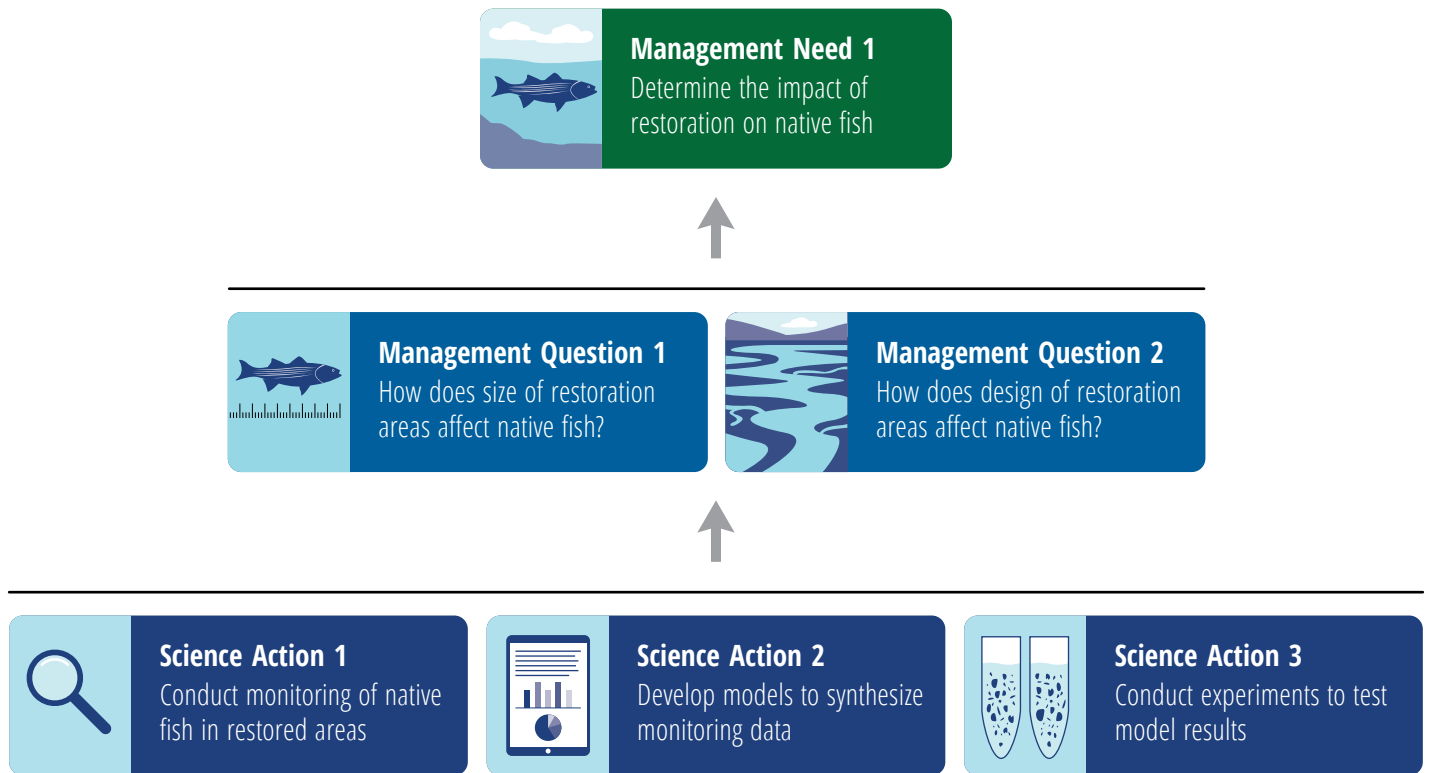 Management Need 1
Determine the impact of
restoration on native fish
Management Question 1
How does size of restoration
areas affect native fish?
Management Question 2
How does design of restoration
areas affect native fish?
Science Action 1
Conduct monitoring of native
fish in restored areas
Science Action 2
Develop models to synthesize
monitoring data
Science Action 3
Conduct experiments to test
model results